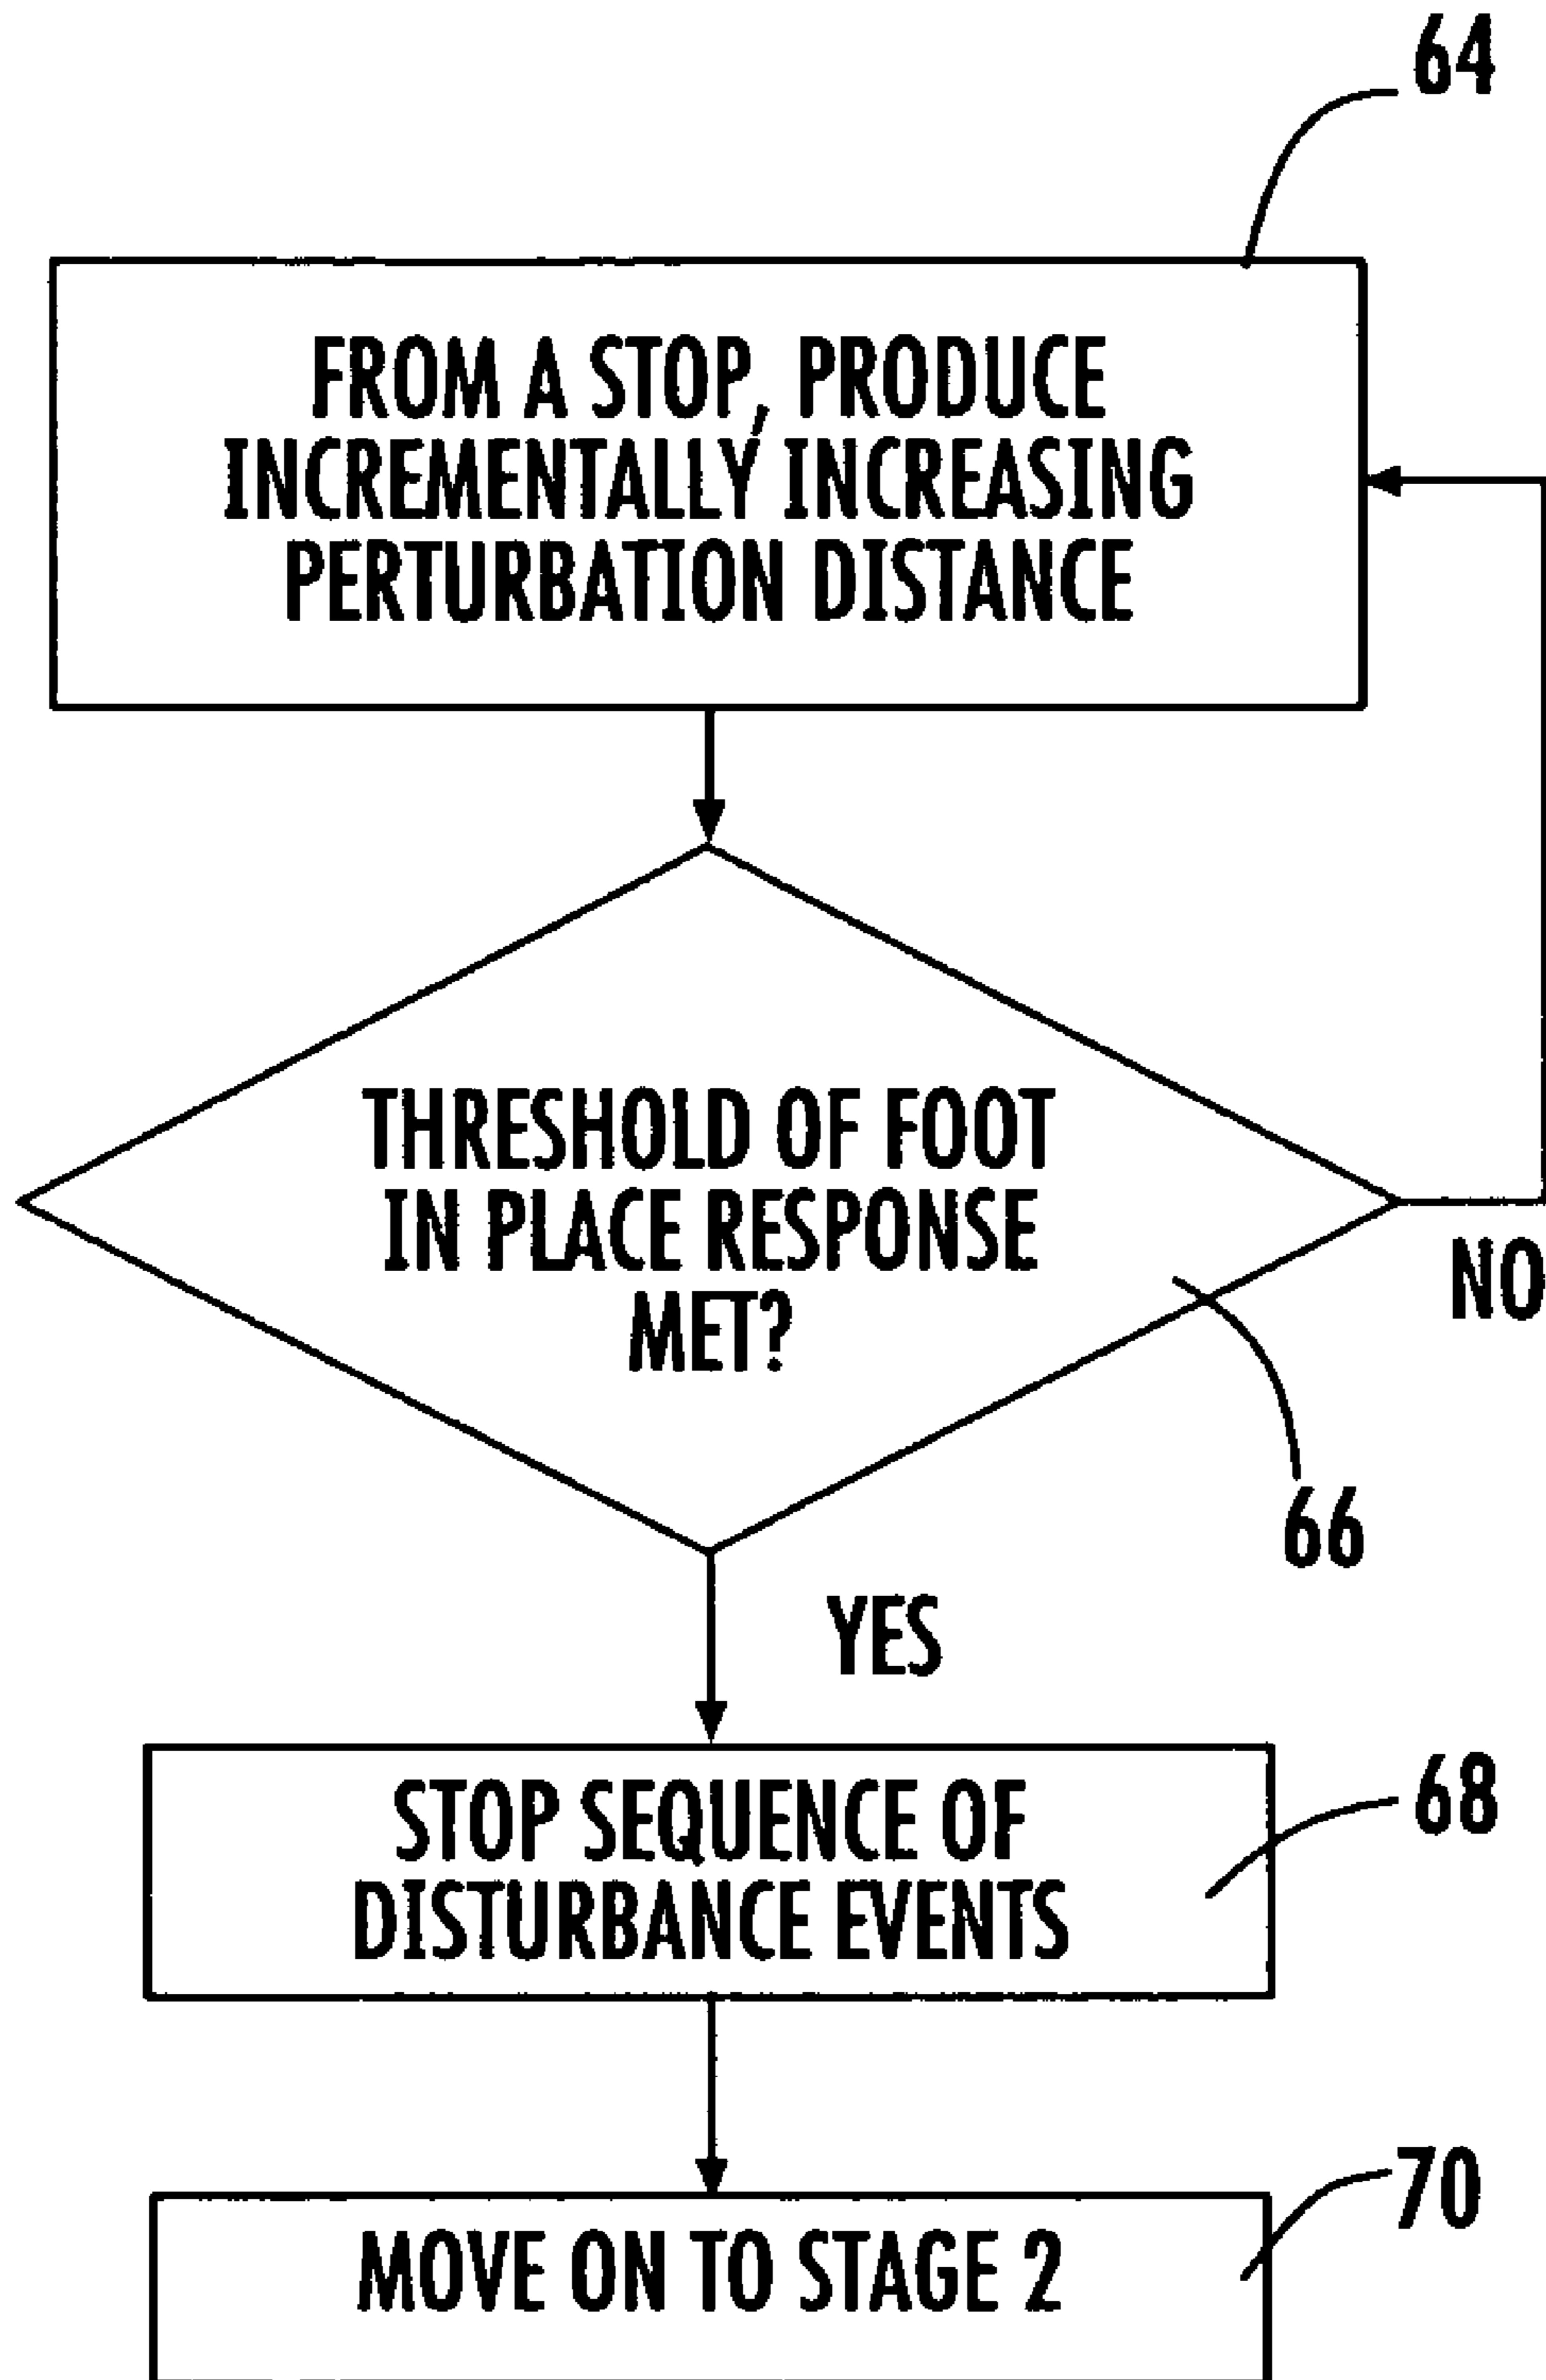 64
FROM A STOP, PRODUCE
INCREMENTALLY INCREASING
PERTURBATION DISTANCE
THRESHOLD OF FOOT
IN PLACE RESPONSE
MET?
NO
66
YES
STOP SEQUENCE OF
DISTURBANCE EVENTS
68
70
MOVE ON TO STAGE 2